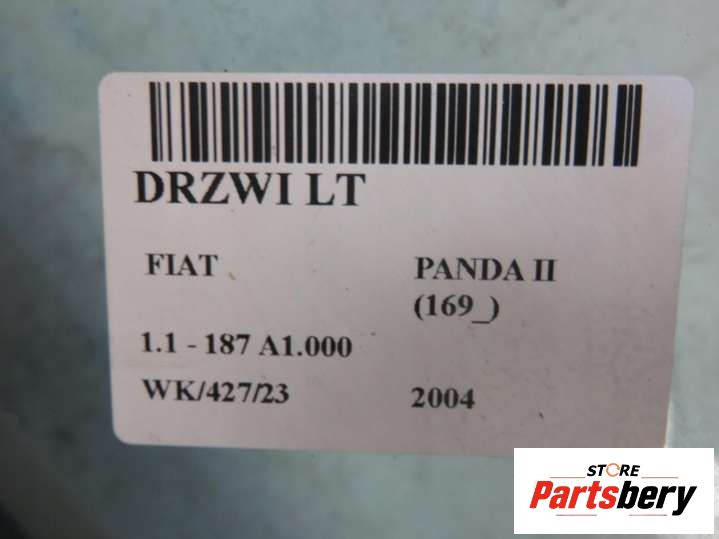 DRZWI LT
FIAT PANDA II
(169_)
1.1 - 187 A1.000
WK/427/23 2004
STORE
Partsbery